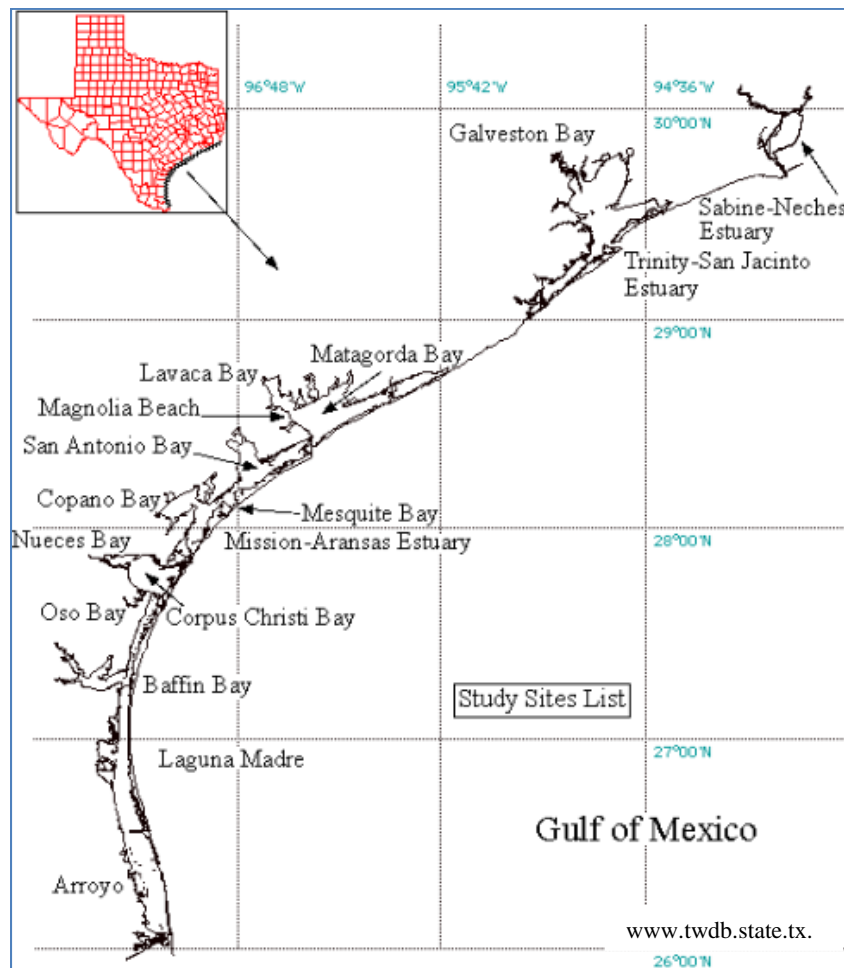 96°48'W
95°42'W
94°36'W
30°00'N
Galveston Bay
Sabine-Neches
Estuary
Trinity-San Jacinto
Estuary
29°00'N
Matagorda Bay
Lavaca Bay
Magnolia Beach
San Antonio Bay
Copano Bay
Mesquite Bay
Nueces Bay
Mission-Aransas Estuary
28°00'N
Oso Bay
Corpus Christi Bay
Baffin Bay
Study Sites List
Laguna Madre
27°00'N
Gulf of Mexico
Arroyo
www.twdb.state.tx.
26°00'N